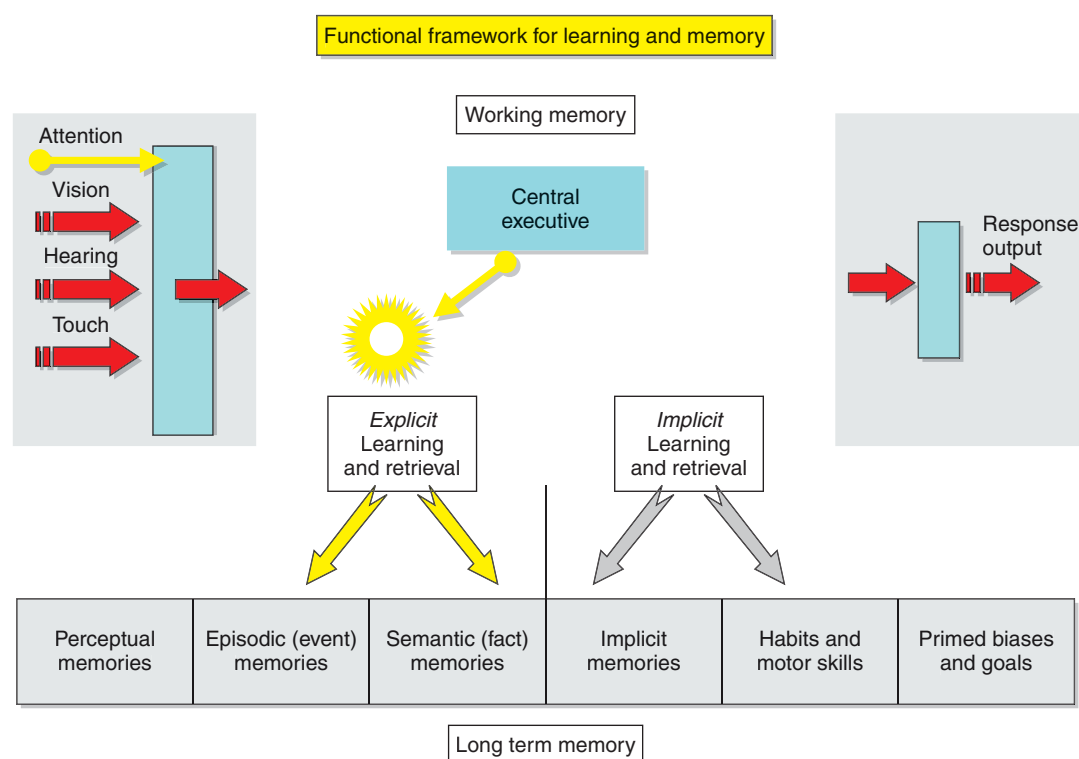 Functional framework for learning and memory
Working memory
Attention
Vision
Hearing
Touch
Central
executive
Response
output
Explicit
Learning
and retrieval
Implicit
Learning
and retrieval
Perceptual
memories
Episodic (event)
memories
Semantic (fact)
memories
Implicit
memories
Habits and
motor skills
Primed biases
and goals
Long term memory